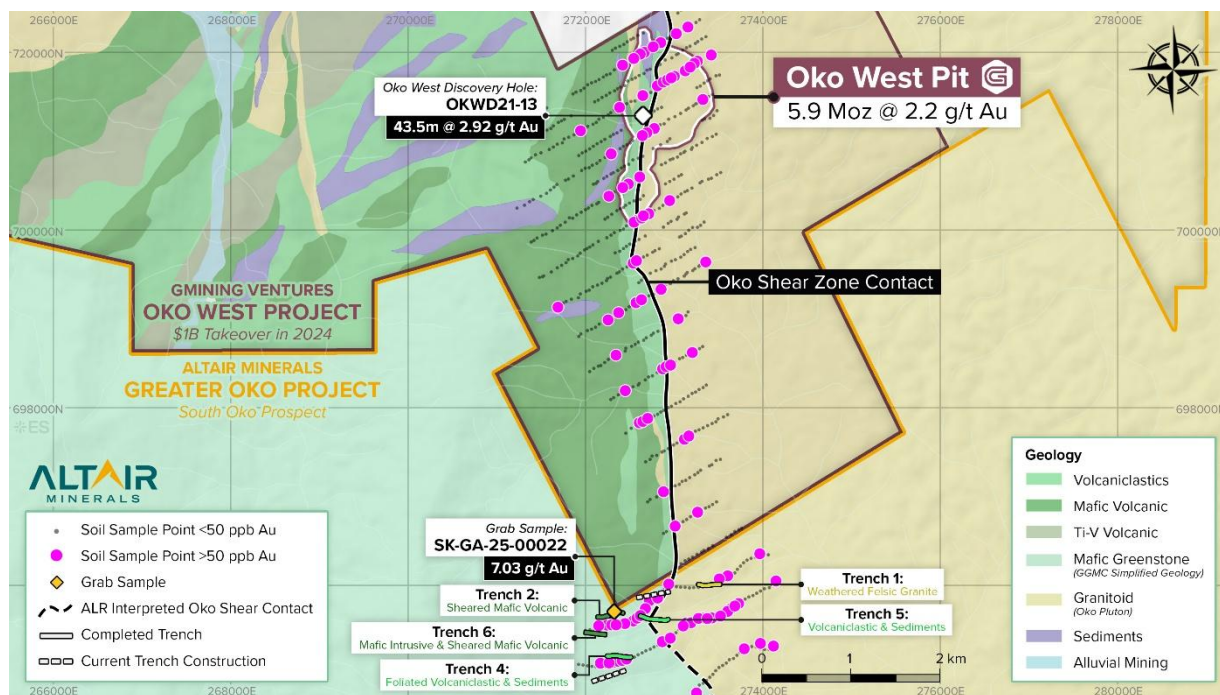 266000E
268000E
270000E
272000E
274000E
276000E
278000E
720000N
720000N
Oko West Discovery Hole:
OKWD21-13
43.5m @ 2.92 g/t Au
Oko West Pit G
5.9 Moz @ 2.2 g/t Au
700000N
700000N
Oko Shear Zone Contact
GMINING VENTURES
OKO WEST PROJECT
$1B Takeover in 2024
ALTAIR MINERALS
GREATER OKO PROJECT
South Oko Prospect
698000N
698000N
ES
ALTAIR
MINERALS
Soil Sample Point <50 ppb Au
Soil Sample Point >50 ppb Au
Grab Sample
ALR Interpreted Oko Shear Contact
Completed Trench
Current Trench Construction
Grab Sample:
SK-GA-25-00022
7.03 g/t Au
Trench 2:
Sheared Mafic Volcanic
Trench 6:
Mafic Intrusive & Sheared Mafic Volcanic
Trench 4:
Foliated Volcaniclastic & Sediments
Trench 1:
Weathered Felsic Granite
Trench 5:
Volcaniclastic & Sediments
0 1 2 km
Geology
Volcaniclastics
Mafic Volcanic
Ti-V Volcanic
Mafic Greenstone
(GGMC Simplified Geology)
Granitoid
(Oko Pluton)
Sediments
Alluvial Mining
266000E
268000E
270000E
272000E
274000E
276000E
278000E